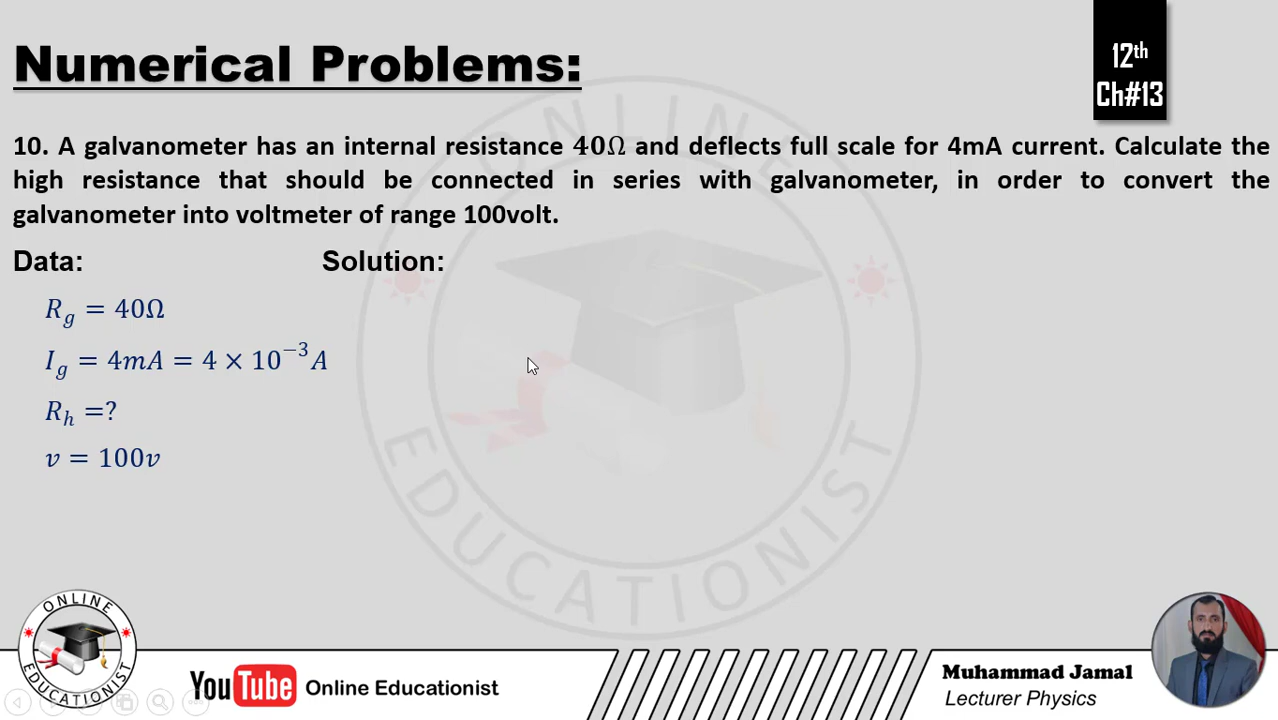 Numerical Problems:
12th
Ch#13
10. A galvanometer has an internal resistance 40Ω and deflects full scale for 4mA current. Calculate the
high resistance that should be connected in series with galvanometer, in order to convert the
galvanometer into voltmeter of range 100volt.
Data:
Solution:
R_g = 40Ω
I_g = 4mA = 4 × 10⁻³A
R_h =?
v = 100v
ONLINE
EDUCATIONIST
ONLINE
EDUCATIONIST
YouTube
Online Educationist
Muhammad Jamal
Lecturer Physics